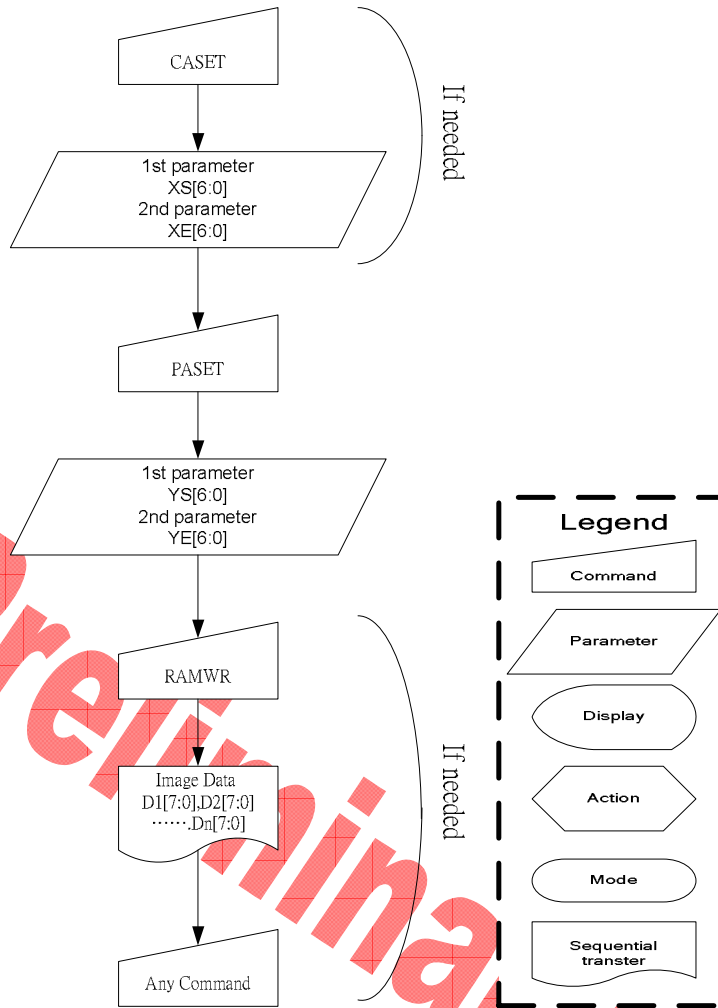 CASET
1st parameter
XS[6:0]
2nd parameter
XE[6:0]
If needed
PASET
1st parameter
YS[6:0]
2nd parameter
YE[6:0]
RAMWR
Image Data
D1[7:0],D2[7:0]
.......Dn[7:0]
If needed
Any Command
Legend
Command
Parameter
Display
Action
Mode
Sequential
transter